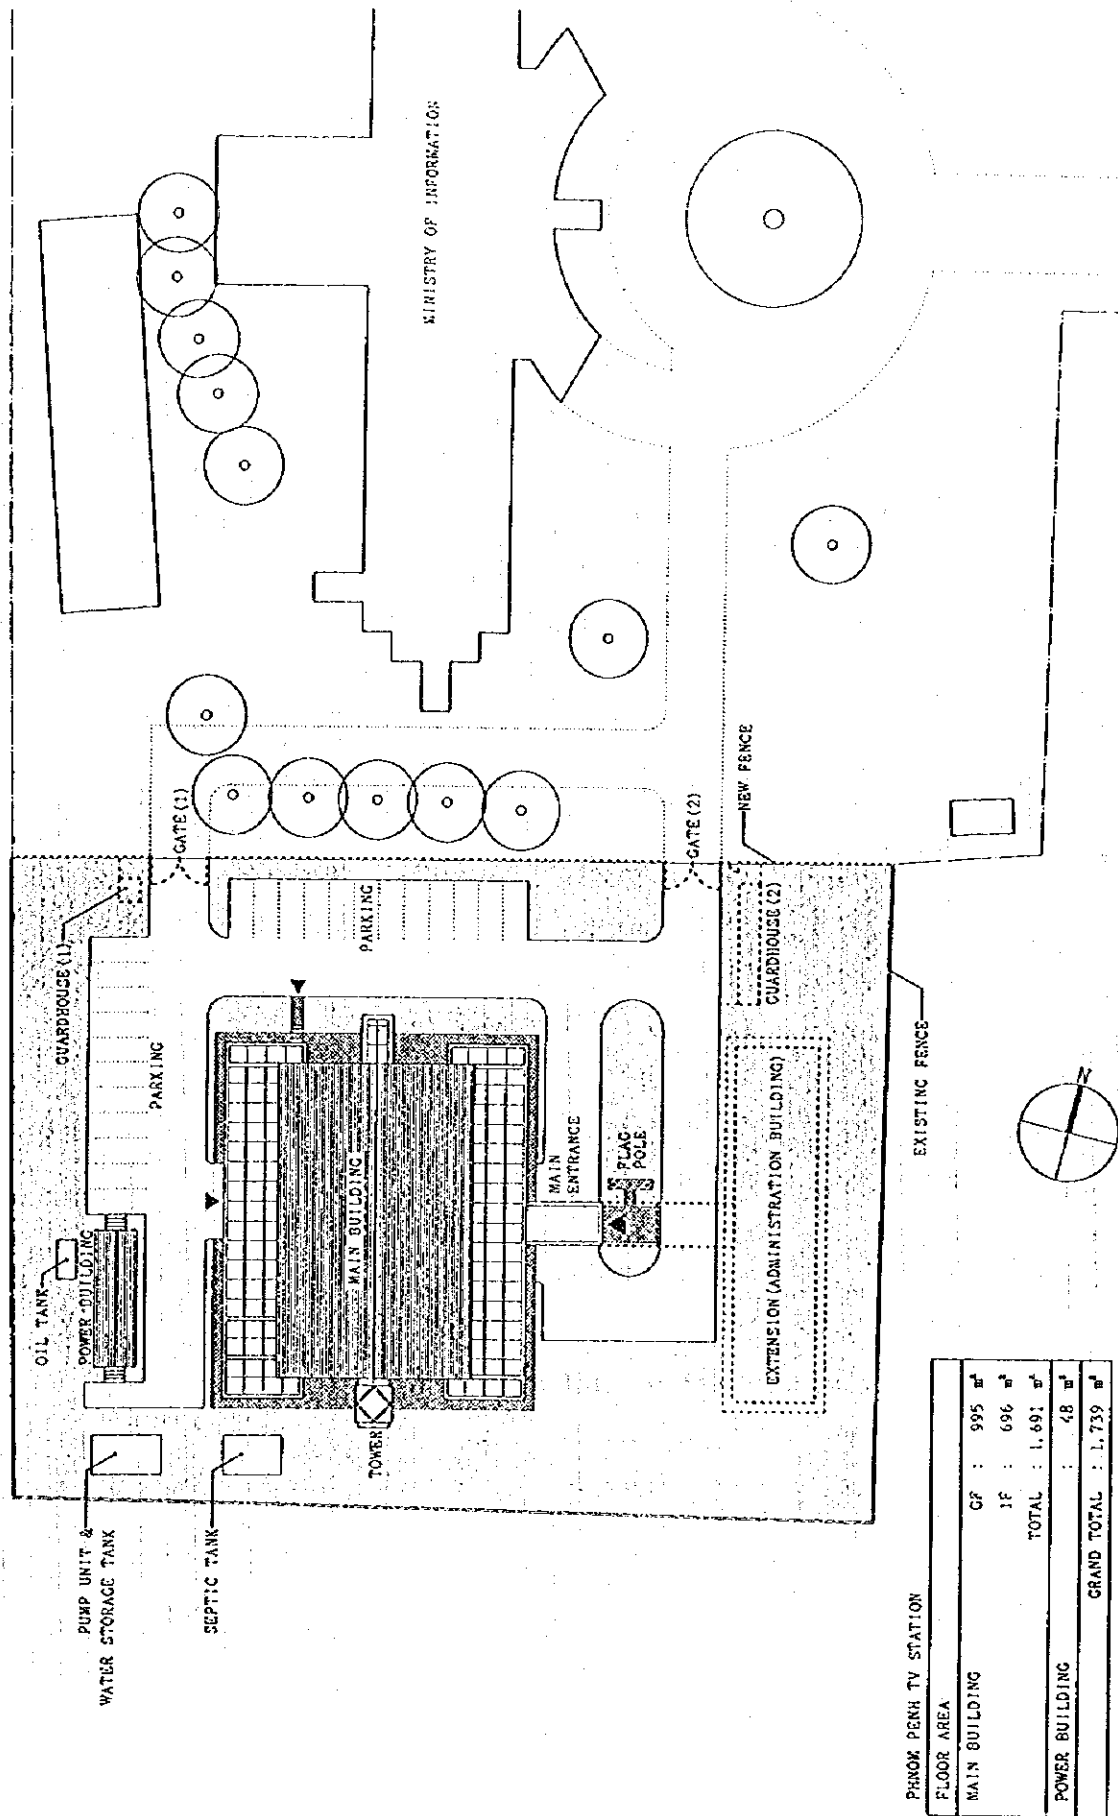 PUMP UNIT &
WATER STORAGE TANK
SEPTIC TANK
OIL TANK
POWER BUILDING
GUARDHOUSE(1)
PARKING
GATE(1)
PARKING
MAIN BUILDING
TOWER
MAIN
ENTRANCE
FLAG
POLE
MINISTRY OF INFORMATION
GATE(2)
NEW FENCE
GUARDHOUSE(2)
EXTENSION(ADMINISTRATION BUILDING)
EXISTING FENCE
N
PHNOM PENH TV STATION
FLOOR AREA
MAIN BUILDING GF : 995 m²
1F : 696 m²
TOTAL : 1,691 m²
POWER BUILDING : 48 m²
GRAND TOTAL : 1,739 m²